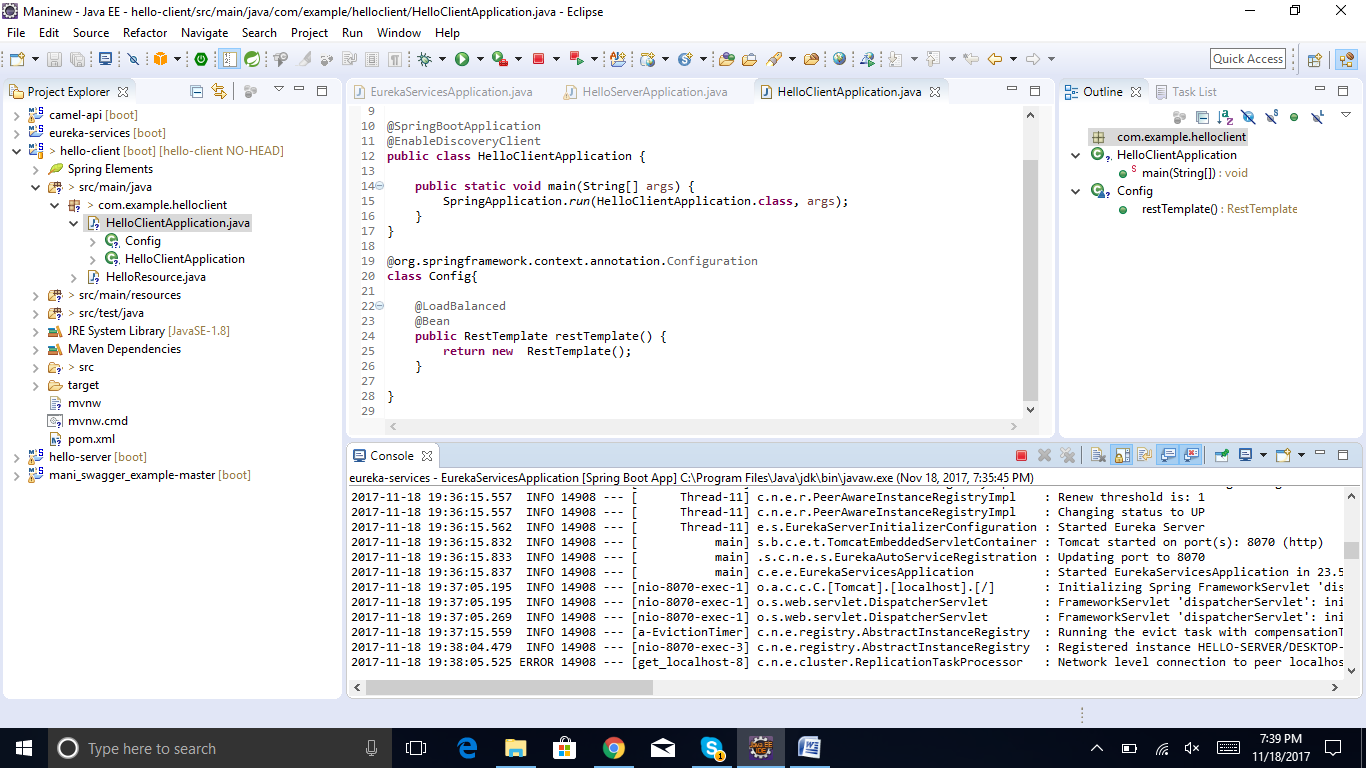 Maninew - Java EE - hello-client/src/main/java/com/example/helloclient/HelloClientApplication.java - Eclipse
File Edit Source Refactor Navigate Search Project Run Window Help
Quick Access
Project Explorer
camel-api [boot]
eureka-services [boot]
> hello-client [boot] [hello-client NO-HEAD]
Spring Elements
> src/main/java
> com.example.helloclient
HelloClientApplication.java
Config
HelloClientApplication
HelloResource.java
> src/main/resources
> src/test/java
JRE System Library [JavaSE-1.8]
Maven Dependencies
> src
target
mvnw
mvnw.cmd
pom.xml
hello-server [boot]
mani_swagger_example-master [boot]
EurekaServicesApplication.java HelloServerApplication.java HelloClientApplication.java
9
10 @SpringBootApplication
11 @EnableDiscoveryClient
12 public class HelloClientApplication {
13
14 public static void main(String[] args) {
15 SpringApplication.run(HelloClientApplication.class, args);
16 }
17 }
18
19 @org.springframework.context.annotation.Configuration
20 class Config{
21
22 @LoadBalanced
23 @Bean
24 public RestTemplate restTemplate() {
25 return new  RestTemplate();
26 }
27
28 }
29
Outline Task List
com.example.helloclient
HelloClientApplication
main(String[]) : void
Config
restTemplate() : RestTemplate
Console
eureka-services - EurekaServicesApplication [Spring Boot App] C:\Program Files\Java\jdk\bin\javaw.exe (Nov 18, 2017, 7:35:45 PM)
2017-11-18 19:36:15.557  INFO 14908 --- [      Thread-11] c.n.e.r.PeerAwareInstanceRegistryImpl    : Renew threshold is: 1
2017-11-18 19:36:15.557  INFO 14908 --- [      Thread-11] c.n.e.r.PeerAwareInstanceRegistryImpl    : Changing status to UP
2017-11-18 19:36:15.562  INFO 14908 --- [      Thread-11] e.s.EurekaServerInitializerConfiguration : Started Eureka Server
2017-11-18 19:36:15.832  INFO 14908 --- [           main] s.b.c.e.t.TomcatEmbeddedServletContainer : Tomcat started on port(s): 8070 (http)
2017-11-18 19:36:15.833  INFO 14908 --- [           main] .s.c.n.e.s.EurekaAutoServiceRegistration : Updating port to 8070
2017-11-18 19:36:15.837  INFO 14908 --- [           main] c.e.e.EurekaServicesApplication          : Started EurekaServicesApplication in 23.5
2017-11-18 19:37:05.195  INFO 14908 --- [nio-8070-exec-1] o.a.c.c.C.[Tomcat].[localhost].[/]       : Initializing Spring FrameworkServlet 'dis
2017-11-18 19:37:05.195  INFO 14908 --- [nio-8070-exec-1] o.s.web.servlet.DispatcherServlet        : FrameworkServlet 'dispatcherServlet': ini
2017-11-18 19:37:05.269  INFO 14908 --- [nio-8070-exec-1] o.s.web.servlet.DispatcherServlet        : FrameworkServlet 'dispatcherServlet': ini
2017-11-18 19:37:15.559  INFO 14908 --- [a-EvictionTimer] c.n.e.registry.AbstractInstanceRegistry  : Running the evict task with compensationT
2017-11-18 19:38:04.479  INFO 14908 --- [nio-8070-exec-3] c.n.e.registry.AbstractInstanceRegistry  : Registered instance HELLO-SERVER/DESKTOP-
2017-11-18 19:38:05.525 ERROR 14908 --- [get_localhost-8] c.n.e.cluster.ReplicationTaskProcessor   : Network level connection to peer localhos
Type here to search
7:39 PM
11/18/2017